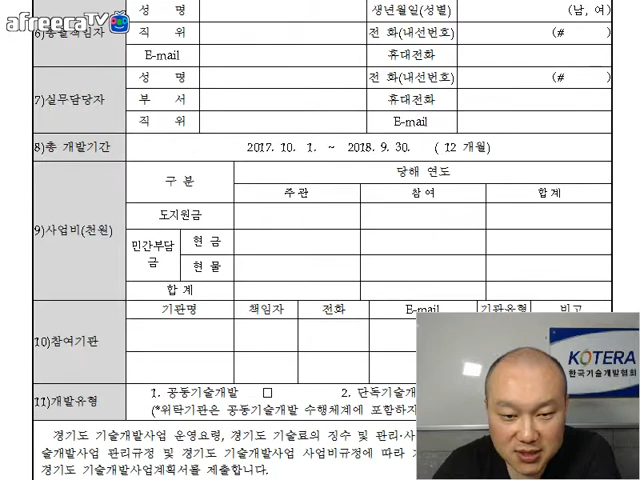 afreecaTV
성 명 생년월일(성별) (남, 여)
6)총괄책임자 직 위 전 화(내선번호) (# )
E-mail 휴대전화
성 명 전 화(내선번호) (# )
7)실무담당자 부 서 휴대전화
직 위 E-mail
8)총 개발기간 2017. 10. 1. ~ 2018. 9. 30. ( 12 개월)
구 분 당해 연도
주관 참여 합계
9)사업비(천원) 도지원금
민간부담금 현 금
현 물
합 계
기관명 책임자 전화 E-mail 기관유형 비고
10)참여기관
11)개발유형 1. 공동기술개발 □ 2. 단독기술개
(*위탁기관은 공동기술개발 수행체계에 포함하지
경기도 기술개발사업 운영요령, 경기도 기술료의 징수 및 관리·사
술개발사업 관리규정 및 경기도 기술개발사업 사업비규정에 따라
경기도 기술개발사업계획서를 제출합니다.
KOTERA
한국기술개발협회